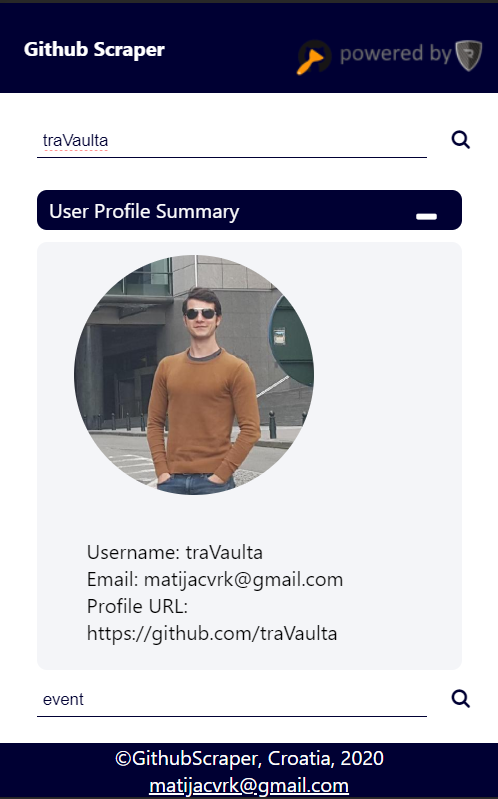 Github Scraper
powered by
traVaulta
User Profile Summary
Username: traVaulta
Email: matijacvrk@gmail.com
Profile URL:
https://github.com/traVaulta
event
©GithubScraper, Croatia, 2020
matijacvrk@gmail.com